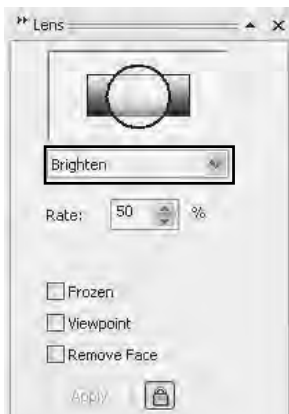 Lens
Brighten
Rate: 50 %
Frozen
Viewpoint
Remove Face
Apply